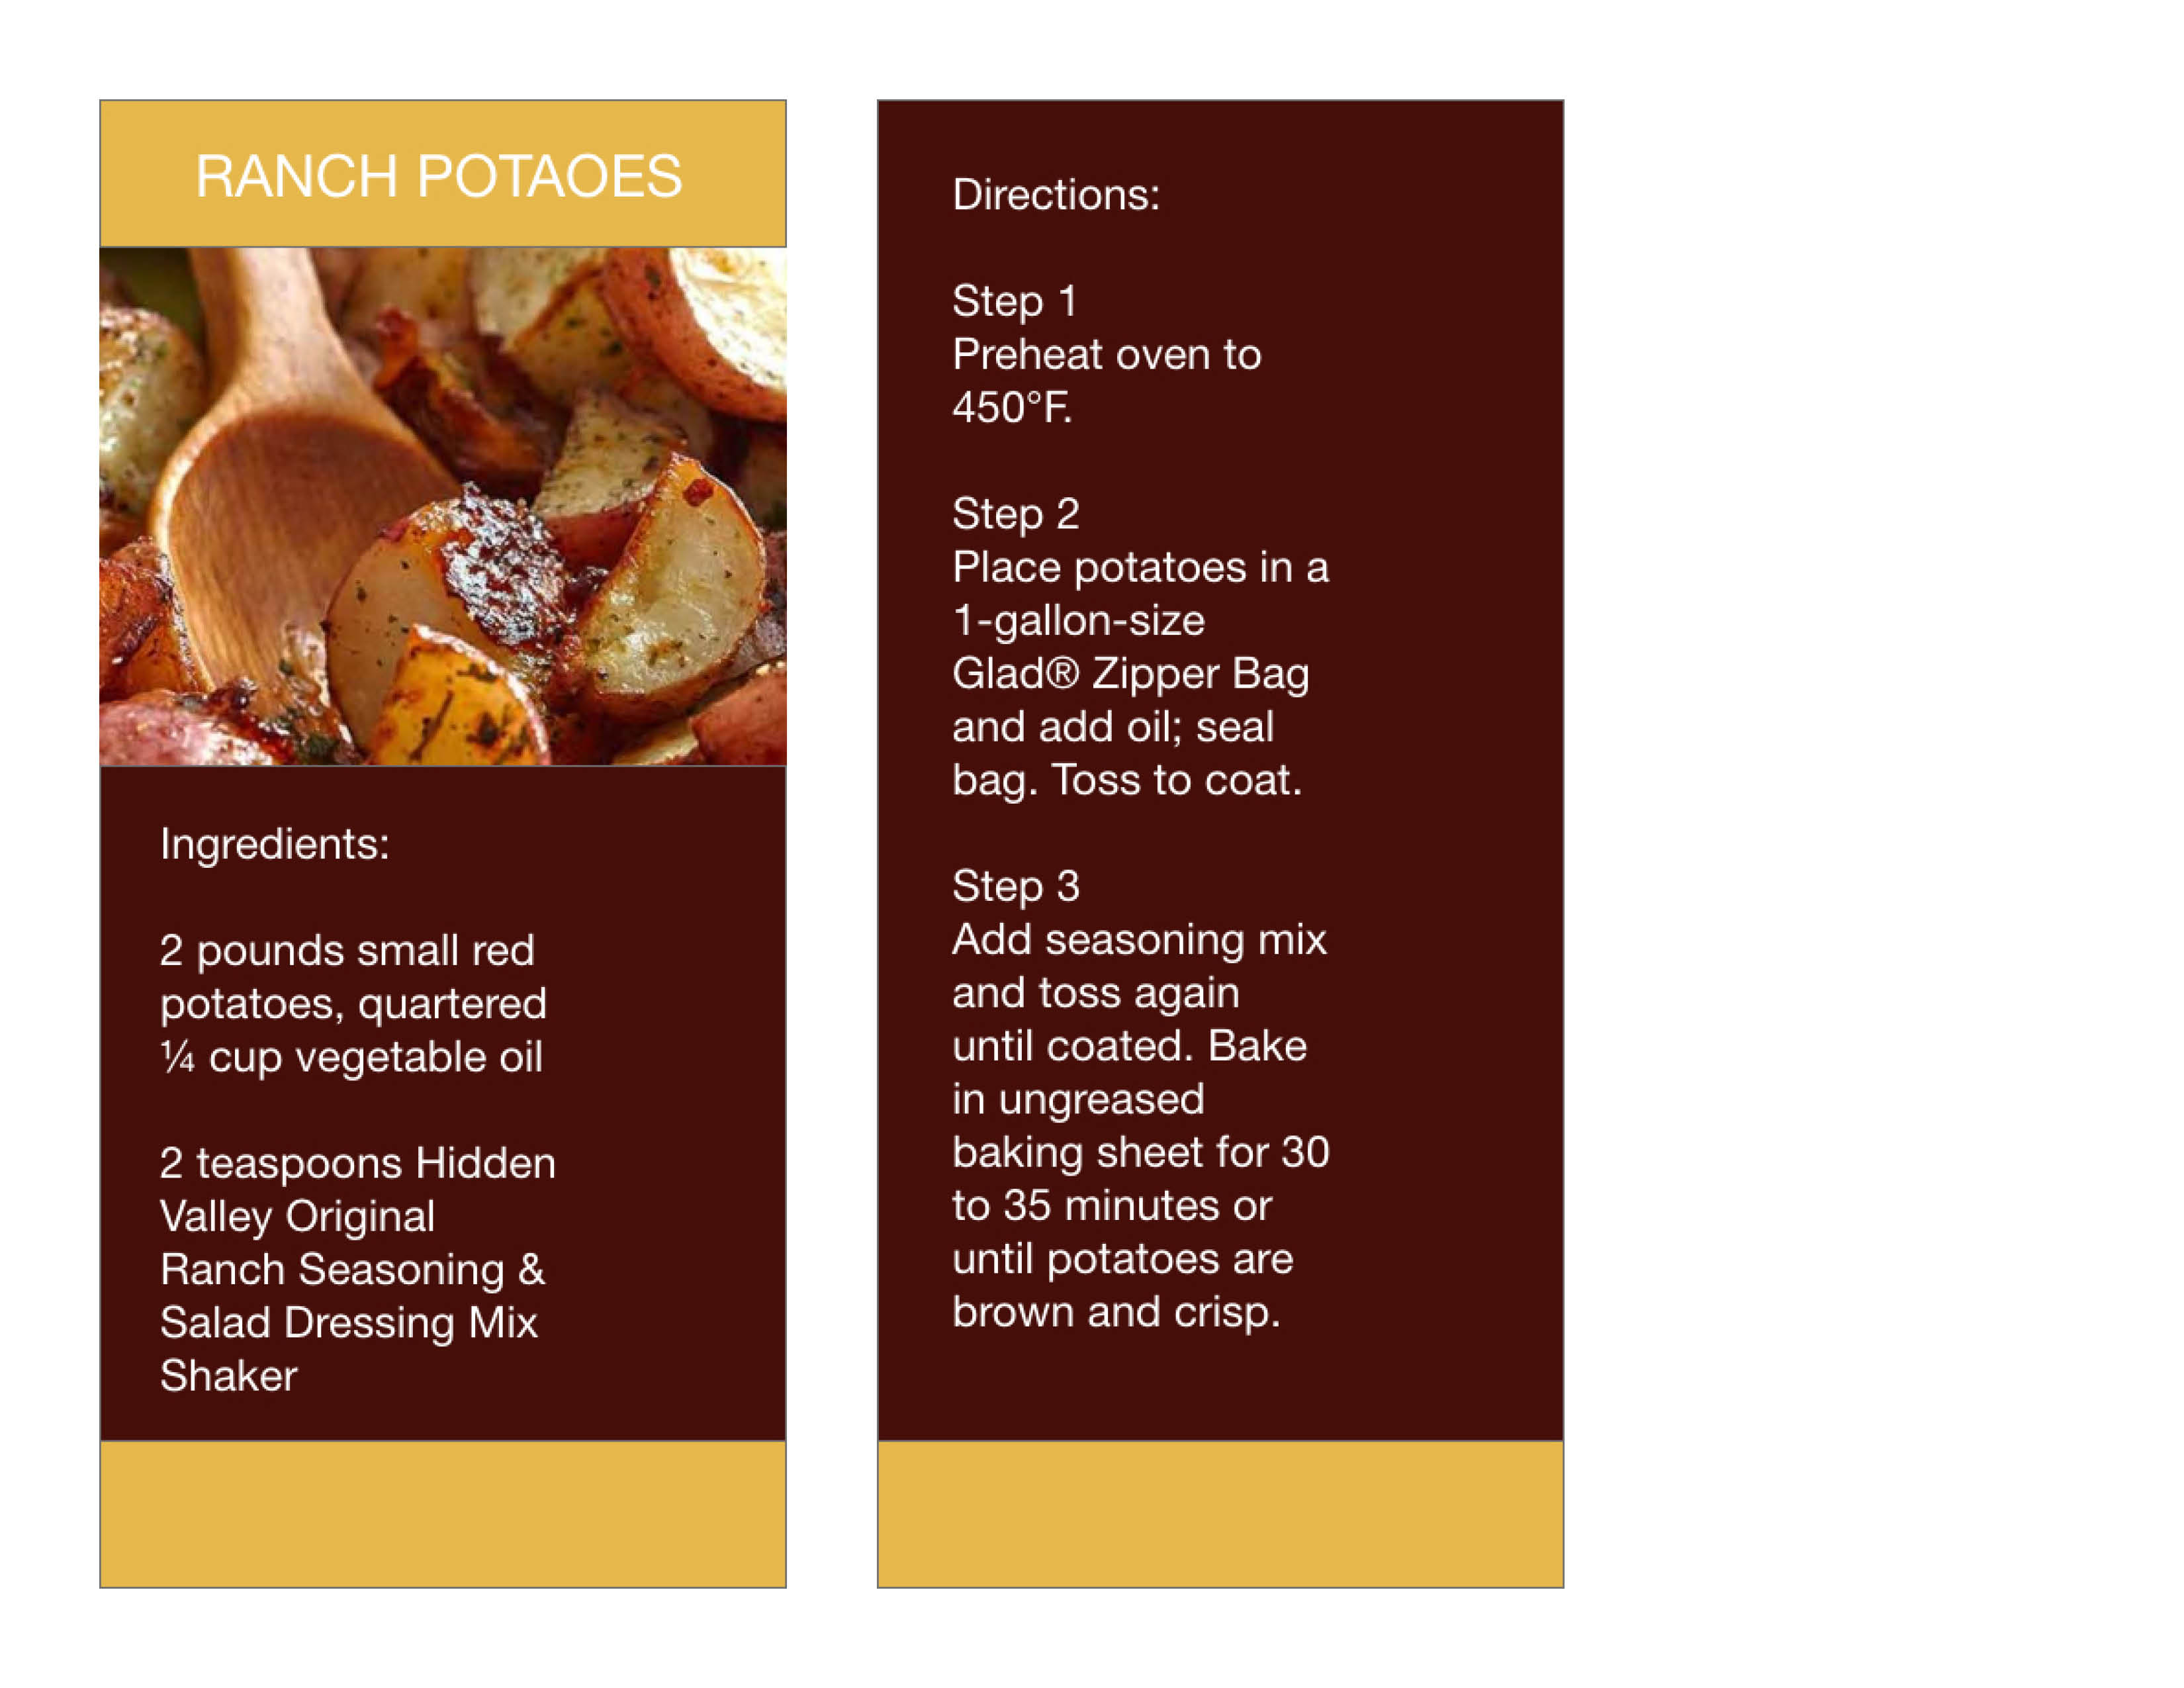 RANCH POTAOES
Ingredients:
2 pounds small red
potatoes, quartered
¼ cup vegetable oil
2 teaspoons Hidden
Valley Original
Ranch Seasoning &
Salad Dressing Mix
Shaker
Directions:
Step 1
Preheat oven to
450°F.
Step 2
Place potatoes in a
1-gallon-size
Glad® Zipper Bag
and add oil; seal
bag. Toss to coat.
Step 3
Add seasoning mix
and toss again
until coated. Bake
in ungreased
baking sheet for 30
to 35 minutes or
until potatoes are
brown and crisp.